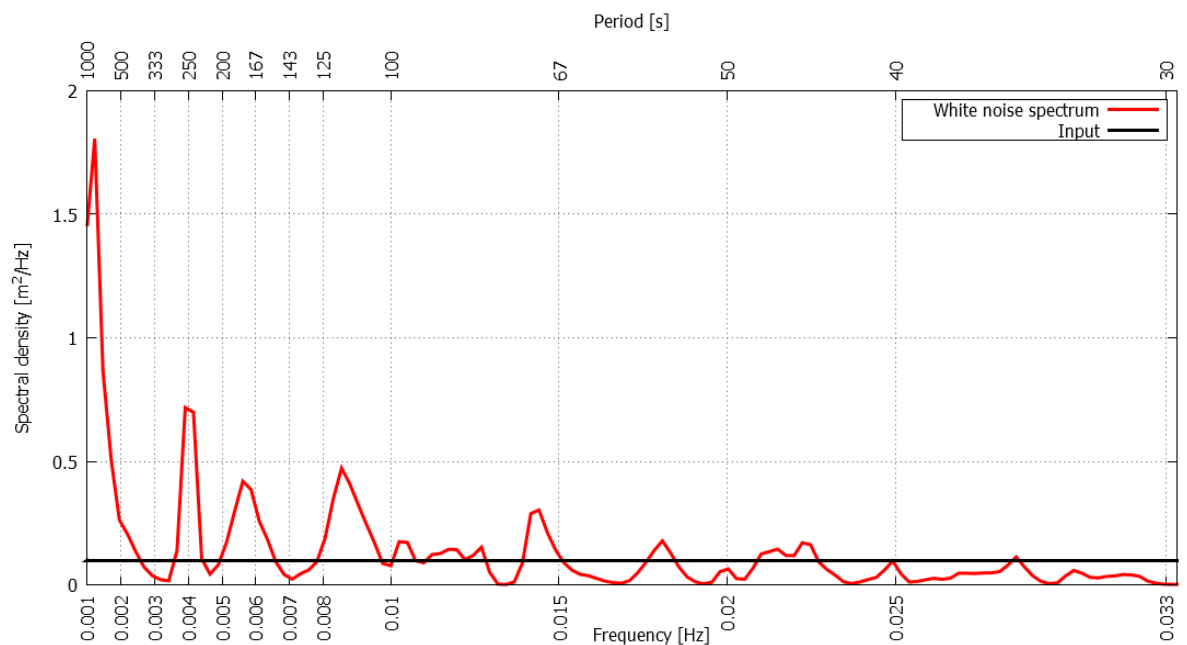 Period [s]
1000 500 333 250 200 167 143 125 100 67 50 40 30
2
White noise spectrum
Input
1.5
1
0.5
0
Spectral density [m²/Hz]
0.001 0.002 0.003 0.004 0.005 0.006 0.007 0.008 0.01 0.015 0.02 0.025 0.033
Frequency [Hz]